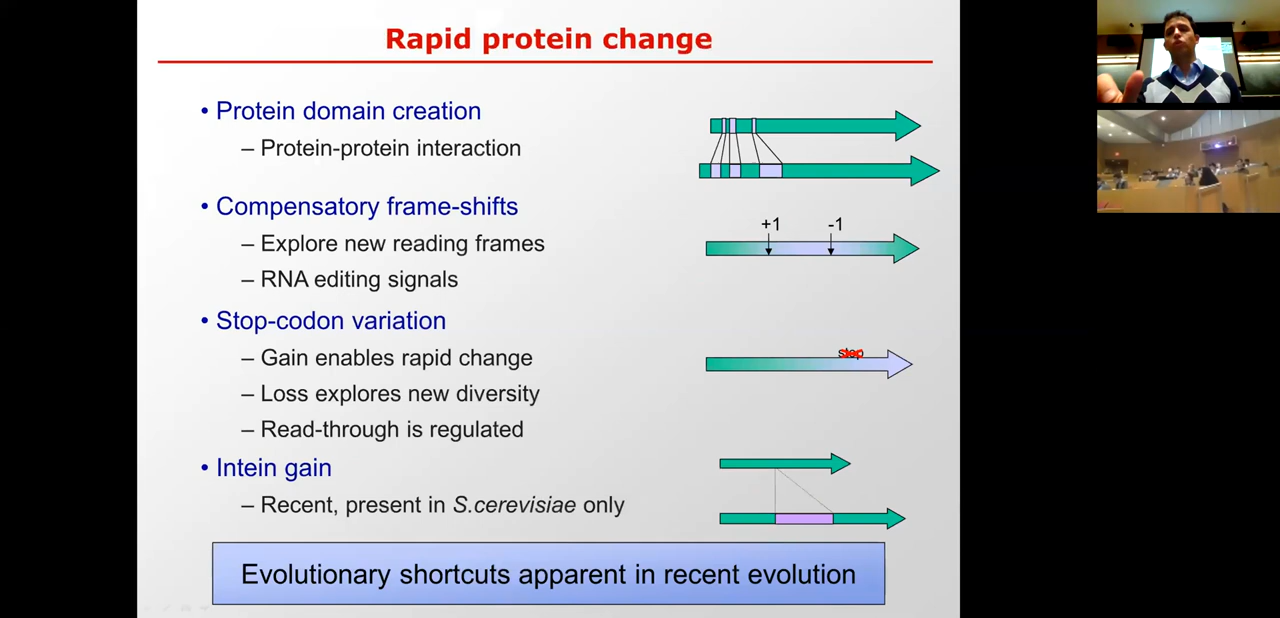 Rapid protein change
• Protein domain creation
– Protein-protein interaction
• Compensatory frame-shifts
+1 -1
– Explore new reading frames
– RNA editing signals
• Stop-codon variation
stop
– Gain enables rapid change
– Loss explores new diversity
– Read-through is regulated
• Intein gain
– Recent, present in S.cerevisiae only
Evolutionary shortcuts apparent in recent evolution